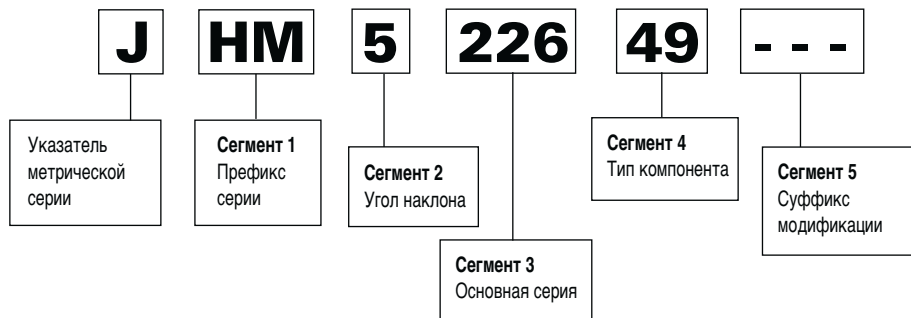 J HM 5 226 49 - - -
Указатель
метрической
серии
Сегмент 1
Префикс
серии
Сегмент 2
Угол наклона
Сегмент 3
Основная серия
Сегмент 4
Тип компонента
Сегмент 5
Суффикс
модификации